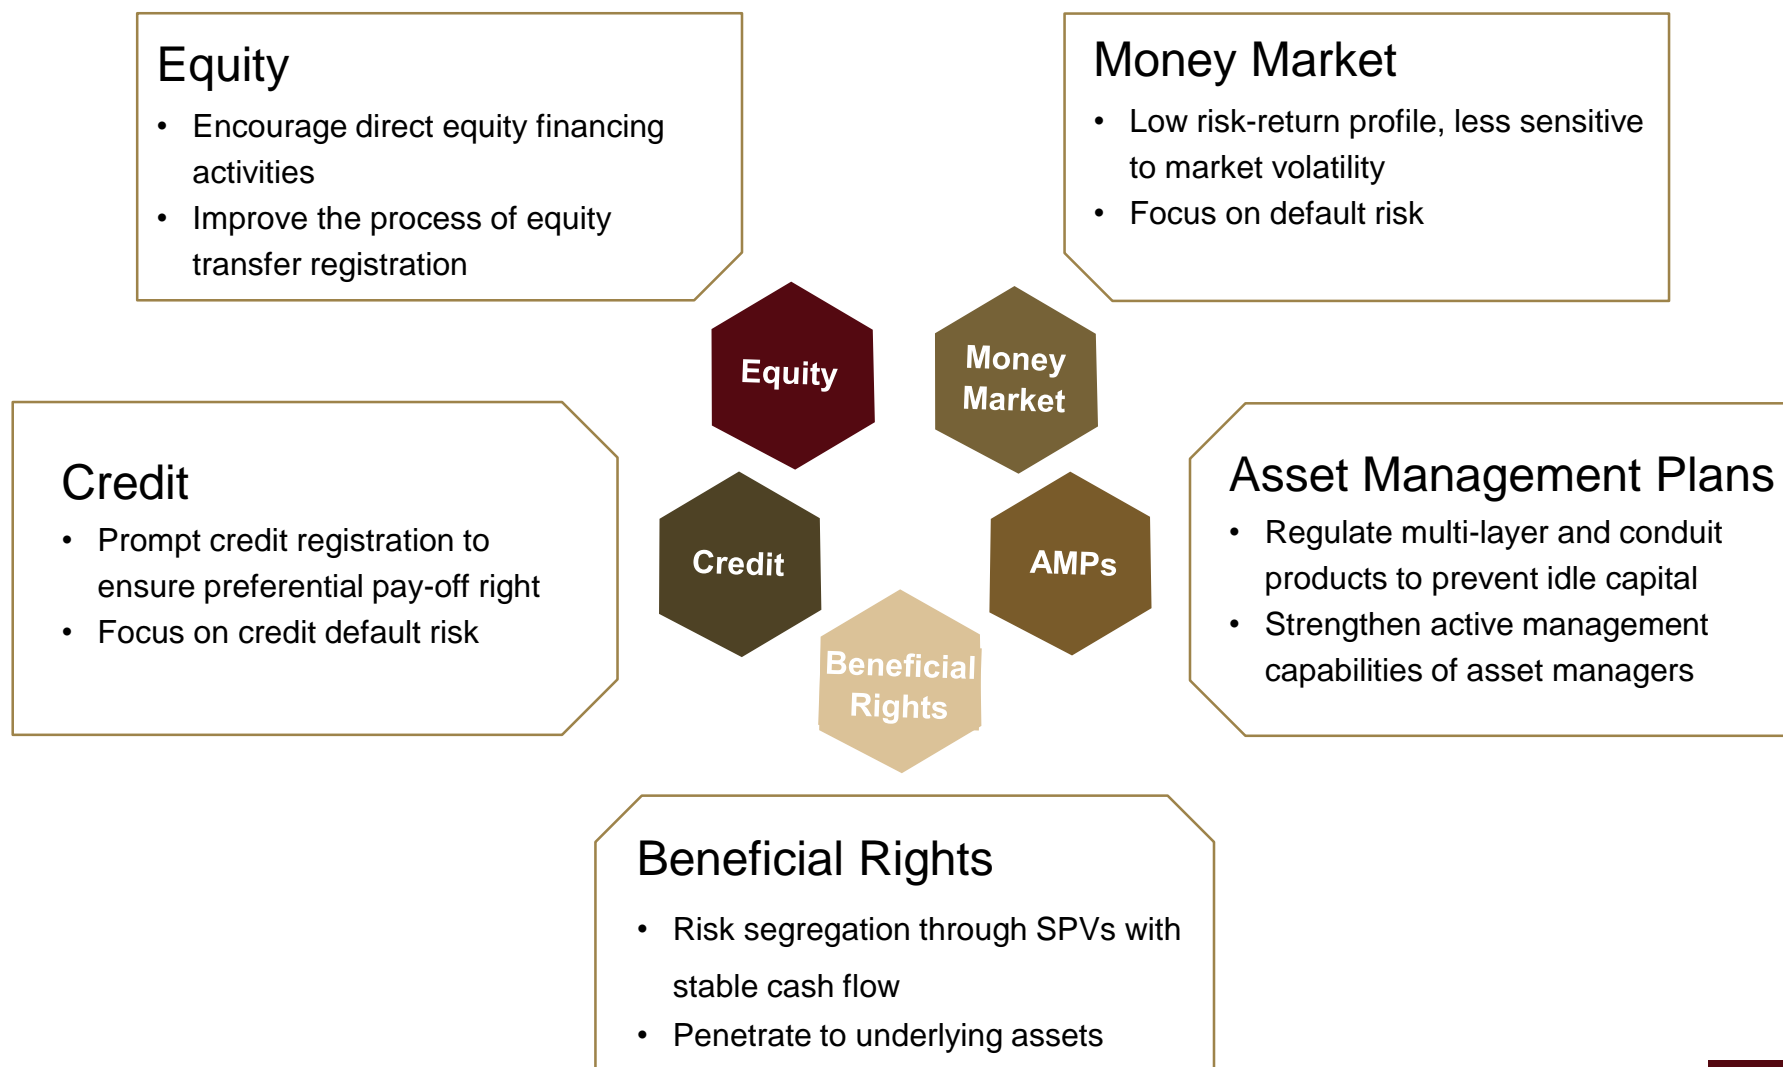 Equity
• Encourage direct equity financing
activities
• Improve the process of equity
transfer registration
Money Market
• Low risk-return profile, less sensitive
to market volatility
• Focus on default risk
Equity
Money
Market
Credit
• Prompt credit registration to
ensure preferential pay-off right
• Focus on credit default risk
Credit
AMPs
Beneficial
Rights
Asset Management Plans
• Regulate multi-layer and conduit
products to prevent idle capital
• Strengthen active management
capabilities of asset managers
Beneficial Rights
• Risk segregation through SPVs with
stable cash flow
• Penetrate to underlying assets